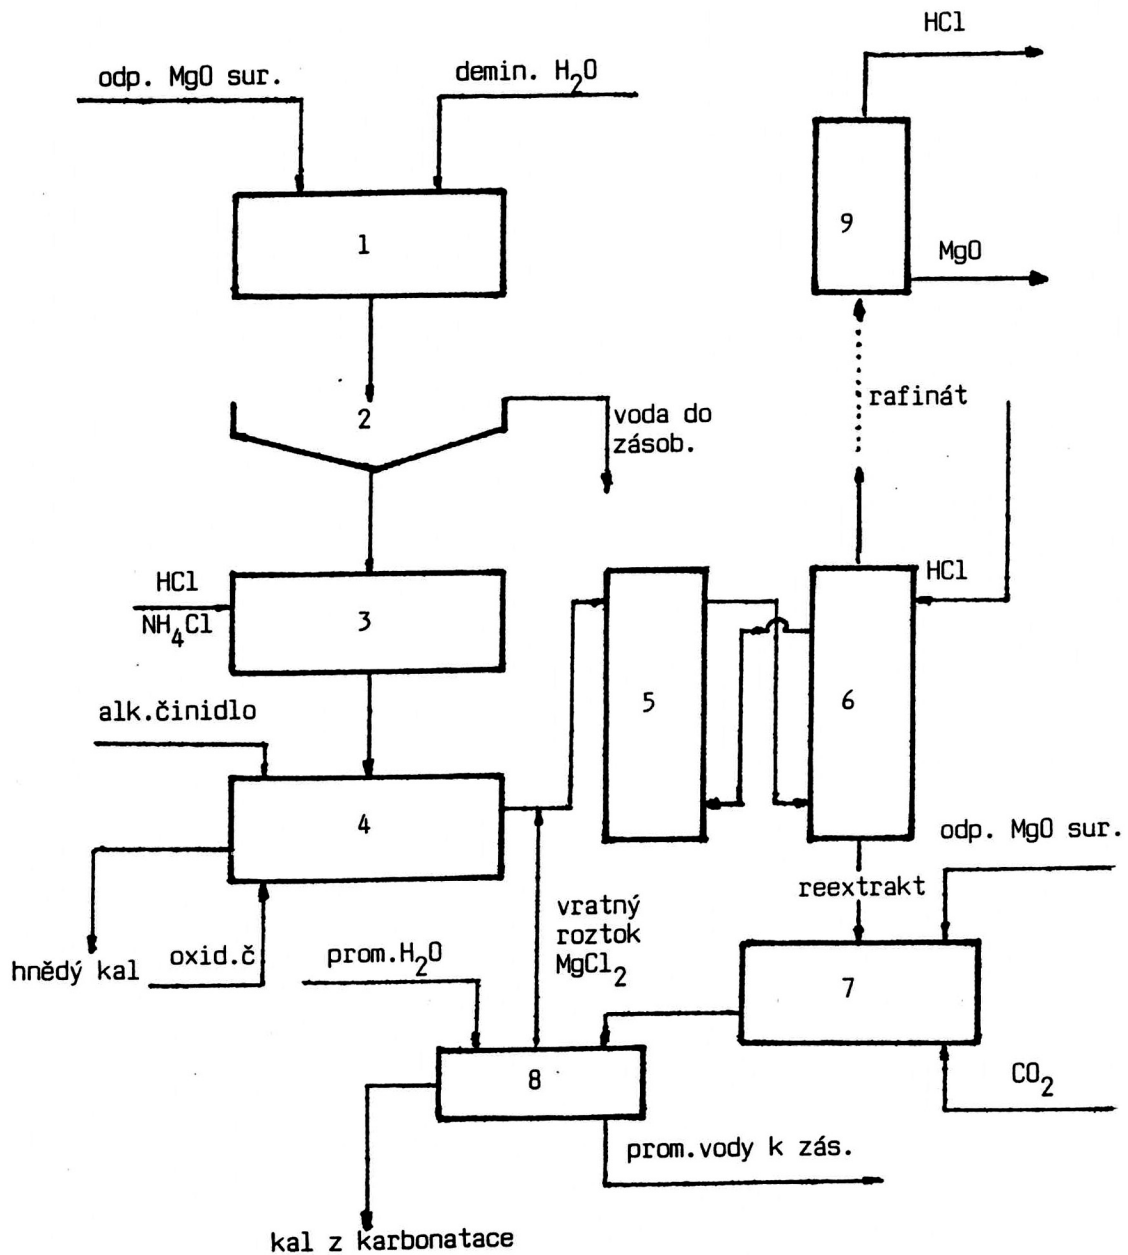 HCl
odp. MgO sur.
demin. H₂O
1
9
MgO
2
voda do
zásob.
rafinát
HCl
NH₄Cl
3
HCl
5
6
alk.činidlo
4
odp. MgO sur.
reextrakt
vratný
roztok
MgCl₂
hnědý kal
oxid.č
prom.H₂O
7
8
CO₂
prom.vody k zás.
kal z karbonatace